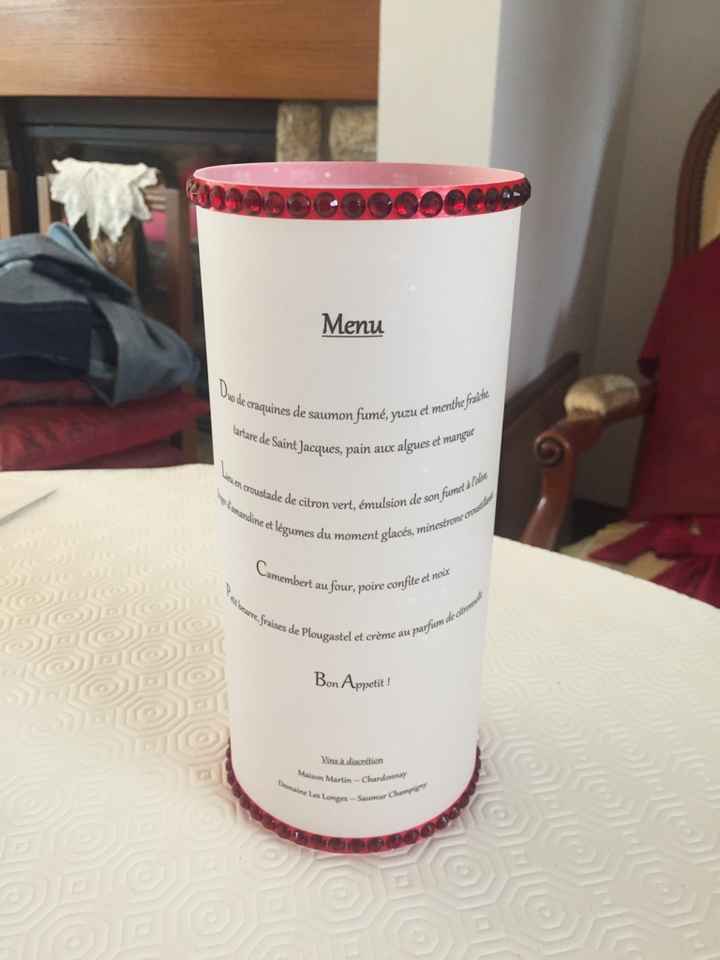 Menu
Duo de craquines de saumon fumé, yuzu et menthe fraîche,
tartare de Saint Jacques, pain aux algues et mangue
Lieu en croustade de citron vert, émulsion de son fumet à l'olive,
d'amandine et légumes du moment glacés, minestrone croustillant
Camembert au four, poire confite et noix
Petit beurre, fraises de Plougastel et crème au parfum de citronnelle
Bon Appetit !
Vins à discrétion
Maison Martin – Chardonnay
Domaine Les Longes – Saumur Champigny